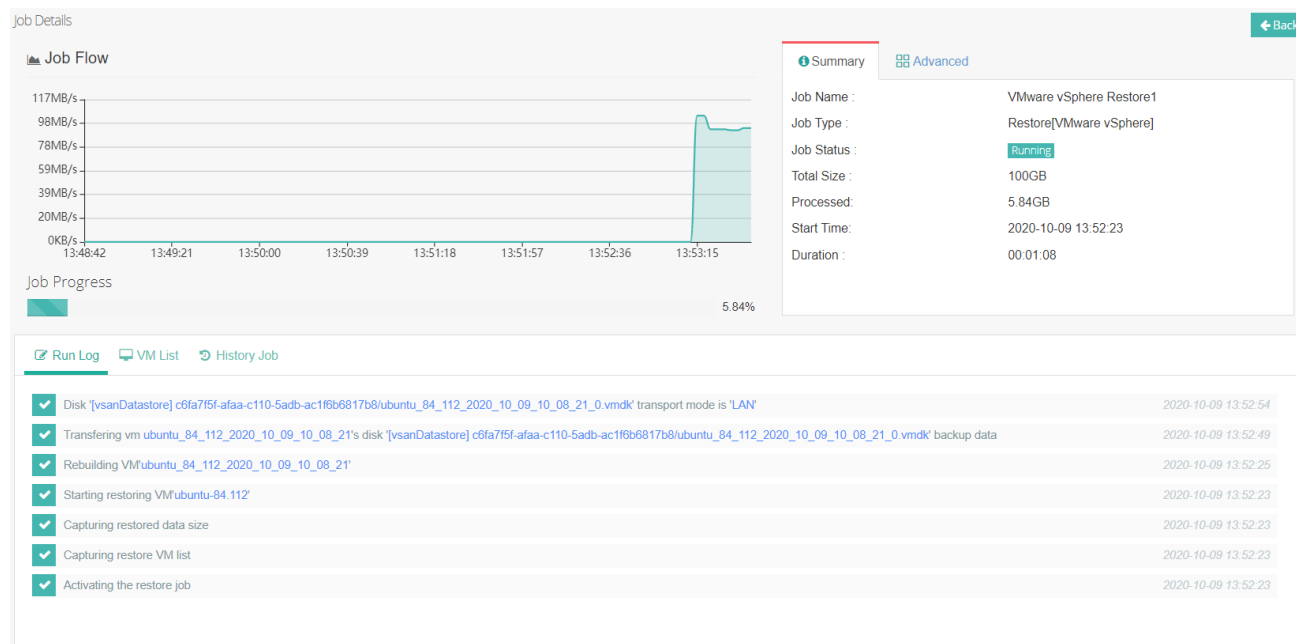 Job Details
Back
Job Flow
117MB/s
98MB/s
78MB/s
59MB/s
39MB/s
20MB/s
0KB/s
13:48:42 13:49:21 13:50:00 13:50:39 13:51:18 13:51:57 13:52:36 13:53:15
Job Progress
5.84%
Summary Advanced
Job Name : VMware vSphere Restore1
Job Type : Restore[VMware vSphere]
Job Status : Running
Total Size : 100GB
Processed: 5.84GB
Start Time: 2020-10-09 13:52:23
Duration : 00:01:08
Run Log VM List History Job
Disk '[vsanDatastore] c6fa7f5f-afaa-c110-5adb-ac1f6b6817b8/ubuntu_84_112_2020_10_09_10_08_21_0.vmdk' transport mode is 'LAN' 2020-10-09 13:52:54
Transfering vm ubuntu_84_112_2020_10_09_10_08_21's disk '[vsanDatastore] c6fa7f5f-afaa-c110-5adb-ac1f6b6817b8/ubuntu_84_112_2020_10_09_10_08_21_0.vmdk' backup data 2020-10-09 13:52:49
Rebuilding VM'ubuntu_84_112_2020_10_09_10_08_21' 2020-10-09 13:52:25
Starting restoring VM'ubuntu-84.112' 2020-10-09 13:52:23
Capturing restored data size 2020-10-09 13:52:23
Capturing restore VM list 2020-10-09 13:52:23
Activating the restore job 2020-10-09 13:52:23